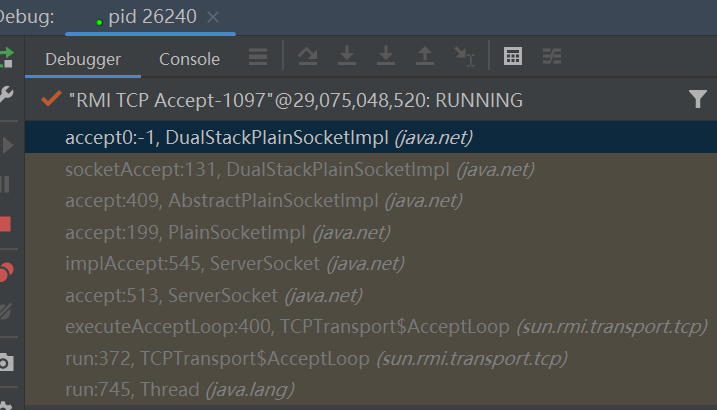 Debug:
pid 26240
Debugger
Console
"RMI TCP Accept-1097"@29,075,048,520: RUNNING
accept0:-1, DualStackPlainSocketImpl (java.net)
socketAccept:131, DualStackPlainSocketImpl (java.net)
accept:409, AbstractPlainSocketImpl (java.net)
accept:199, PlainSocketImpl (java.net)
implAccept:545, ServerSocket (java.net)
accept:513, ServerSocket (java.net)
executeAcceptLoop:400, TCPTransport$AcceptLoop (sun.rmi.transport.tcp)
run:372, TCPTransport$AcceptLoop (sun.rmi.transport.tcp)
run:745, Thread (java.lang)